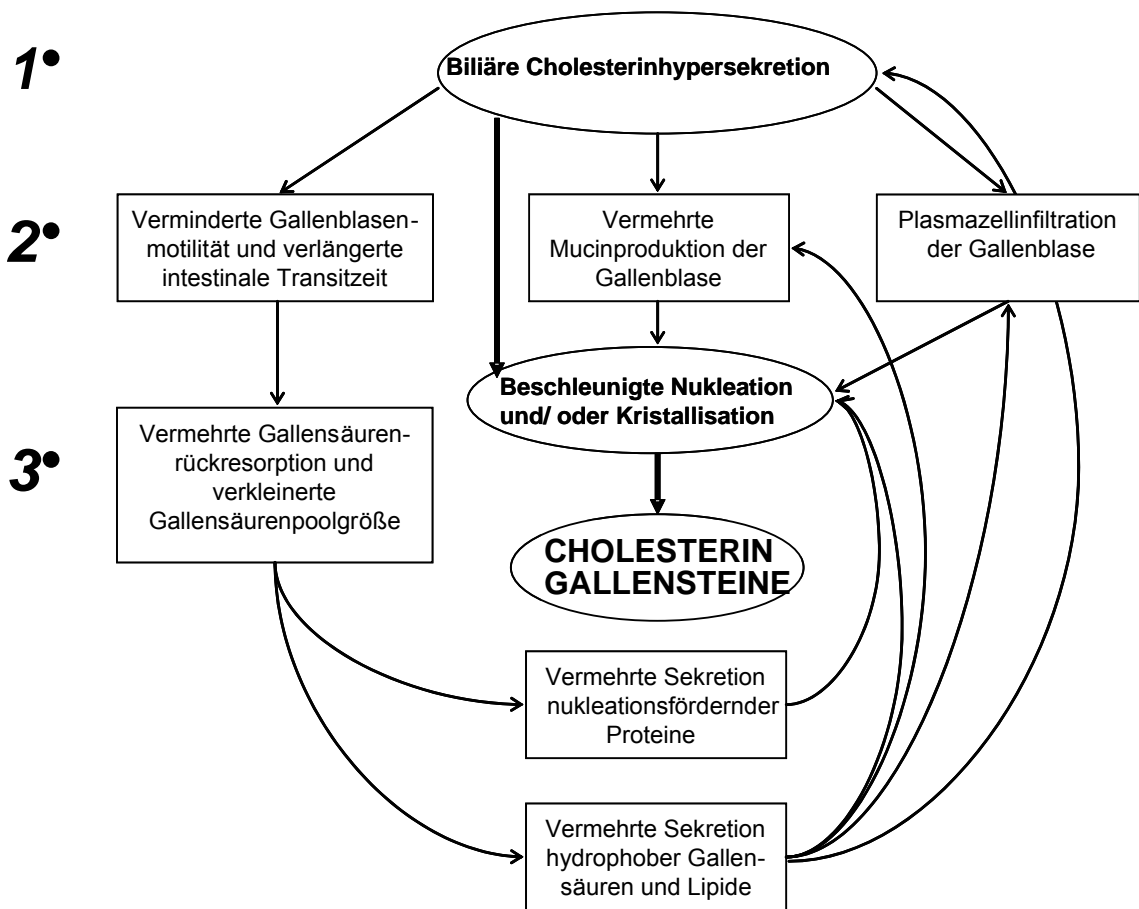 1•
Biliäre Cholesterinhypersekretion
2•
Verminderte Gallenblasen-
motilität und verlängerte
intestinale Transitzeit
Vermehrte
Mucinproduktion der
Gallenblase
Plasmazellinfiltration
der Gallenblase
Beschleunigte Nukleation
und/ oder Kristallisation
3•
Vermehrte Gallensäuren-
rückresorption und
verkleinerte
Gallensäurenpoolgröße
CHOLESTERIN
GALLENSTEINE
Vermehrte Sekretion
nukleationsfördernder
Proteine
Vermehrte Sekretion
hydrophober Gallen-
säuren und Lipide